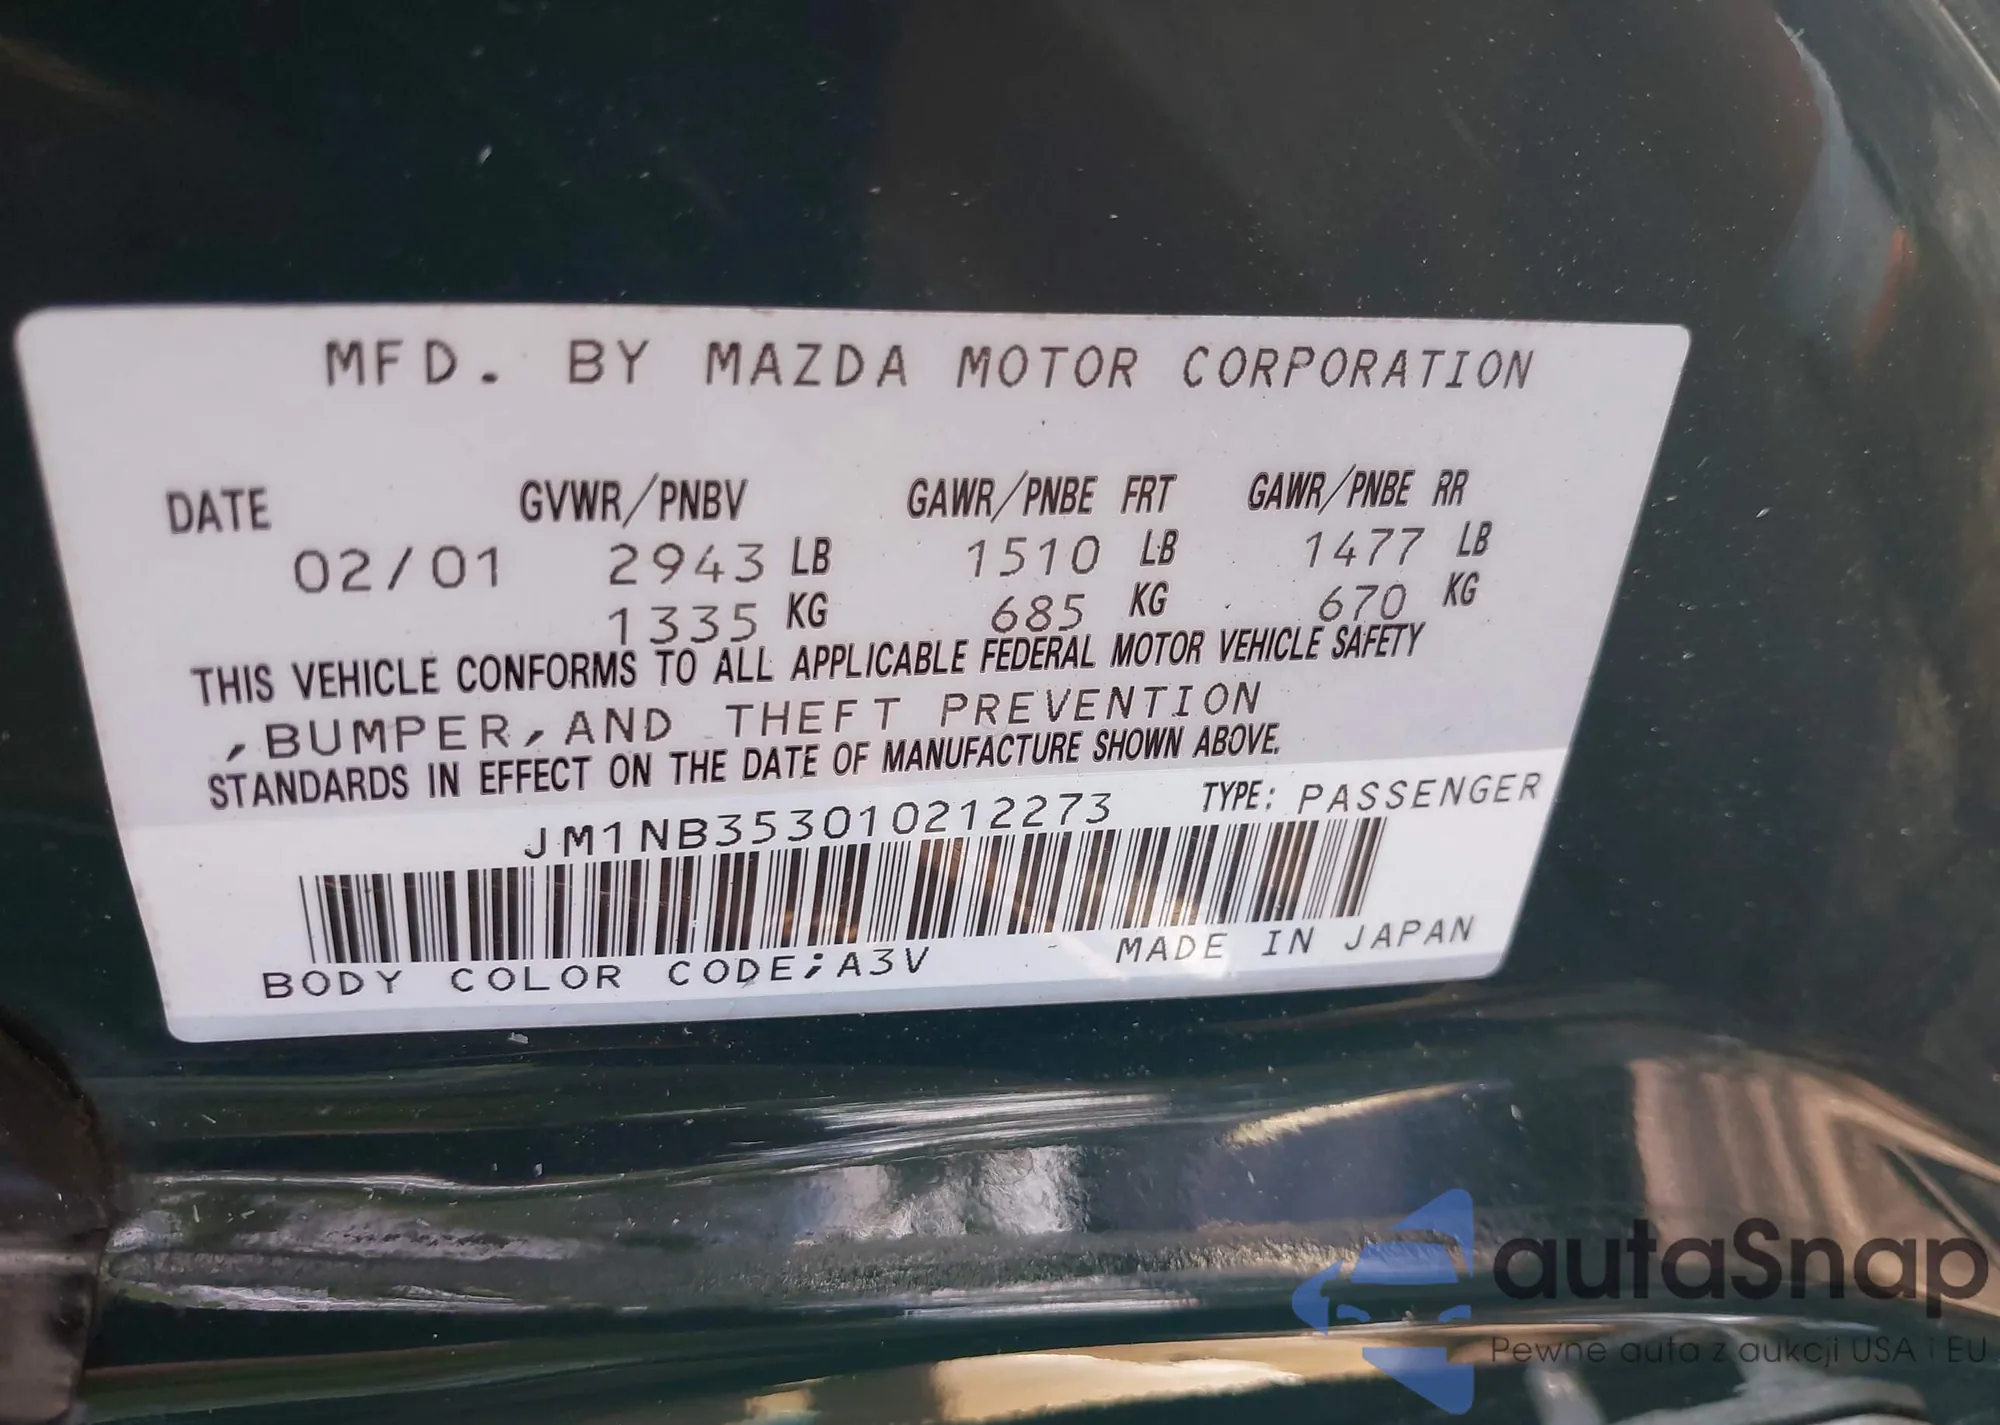 MFD. BY MAZDA MOTOR CORPORATION
DATE GVWR/PNBV GAWR/PNBE FRT GAWR/PNBE RR
02/01 2943 LB 1510 LB 1477 LB
1335 KG 685 KG 670 KG
THIS VEHICLE CONFORMS TO ALL APPLICABLE FEDERAL MOTOR VEHICLE SAFETY
,BUMPER,AND THEFT PREVENTION
STANDARDS IN EFFECT ON THE DATE OF MANUFACTURE SHOWN ABOVE.
JM1NB353010212273 TYPE: PASSENGER
BODY COLOR CODE;A3V MADE IN JAPAN
autaSnap
Pewne auta z aukcji USA i EU